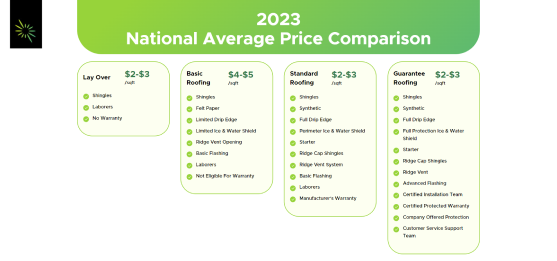 2023
National Average Price Comparison
Lay Over
$2-$3
/sqft
Shingles
Laborers
No Warranty
Basic
Roofing
$4-$5
/sqft
Shingles
Felt Paper
Limited Drip Edge
Limited Ice & Water Shield
Ridge Vent Opening
Basic Flashing
Laborers
Not Eligible For Warranty
Standard
Roofing
$2-$3
/sqft
Shingles
Synthetic
Full Drip Edge
Perimeter Ice & Water Shield
Starter
Ridge Cap Shingles
Ridge Vent System
Basic Flashing
Laborers
Manufacturer's Warranty
Guarantee
Roofing
$2-$3
/sqft
Shingles
Synthetic
Full Drip Edge
Full Protection Ice & Water
Shield
Starter
Ridge Cap Shingles
Ridge Vent
Advanced Flashing
Certified Installation Team
Certified Protected Warranty
Company Offered Protection
Customer Service Support
Team